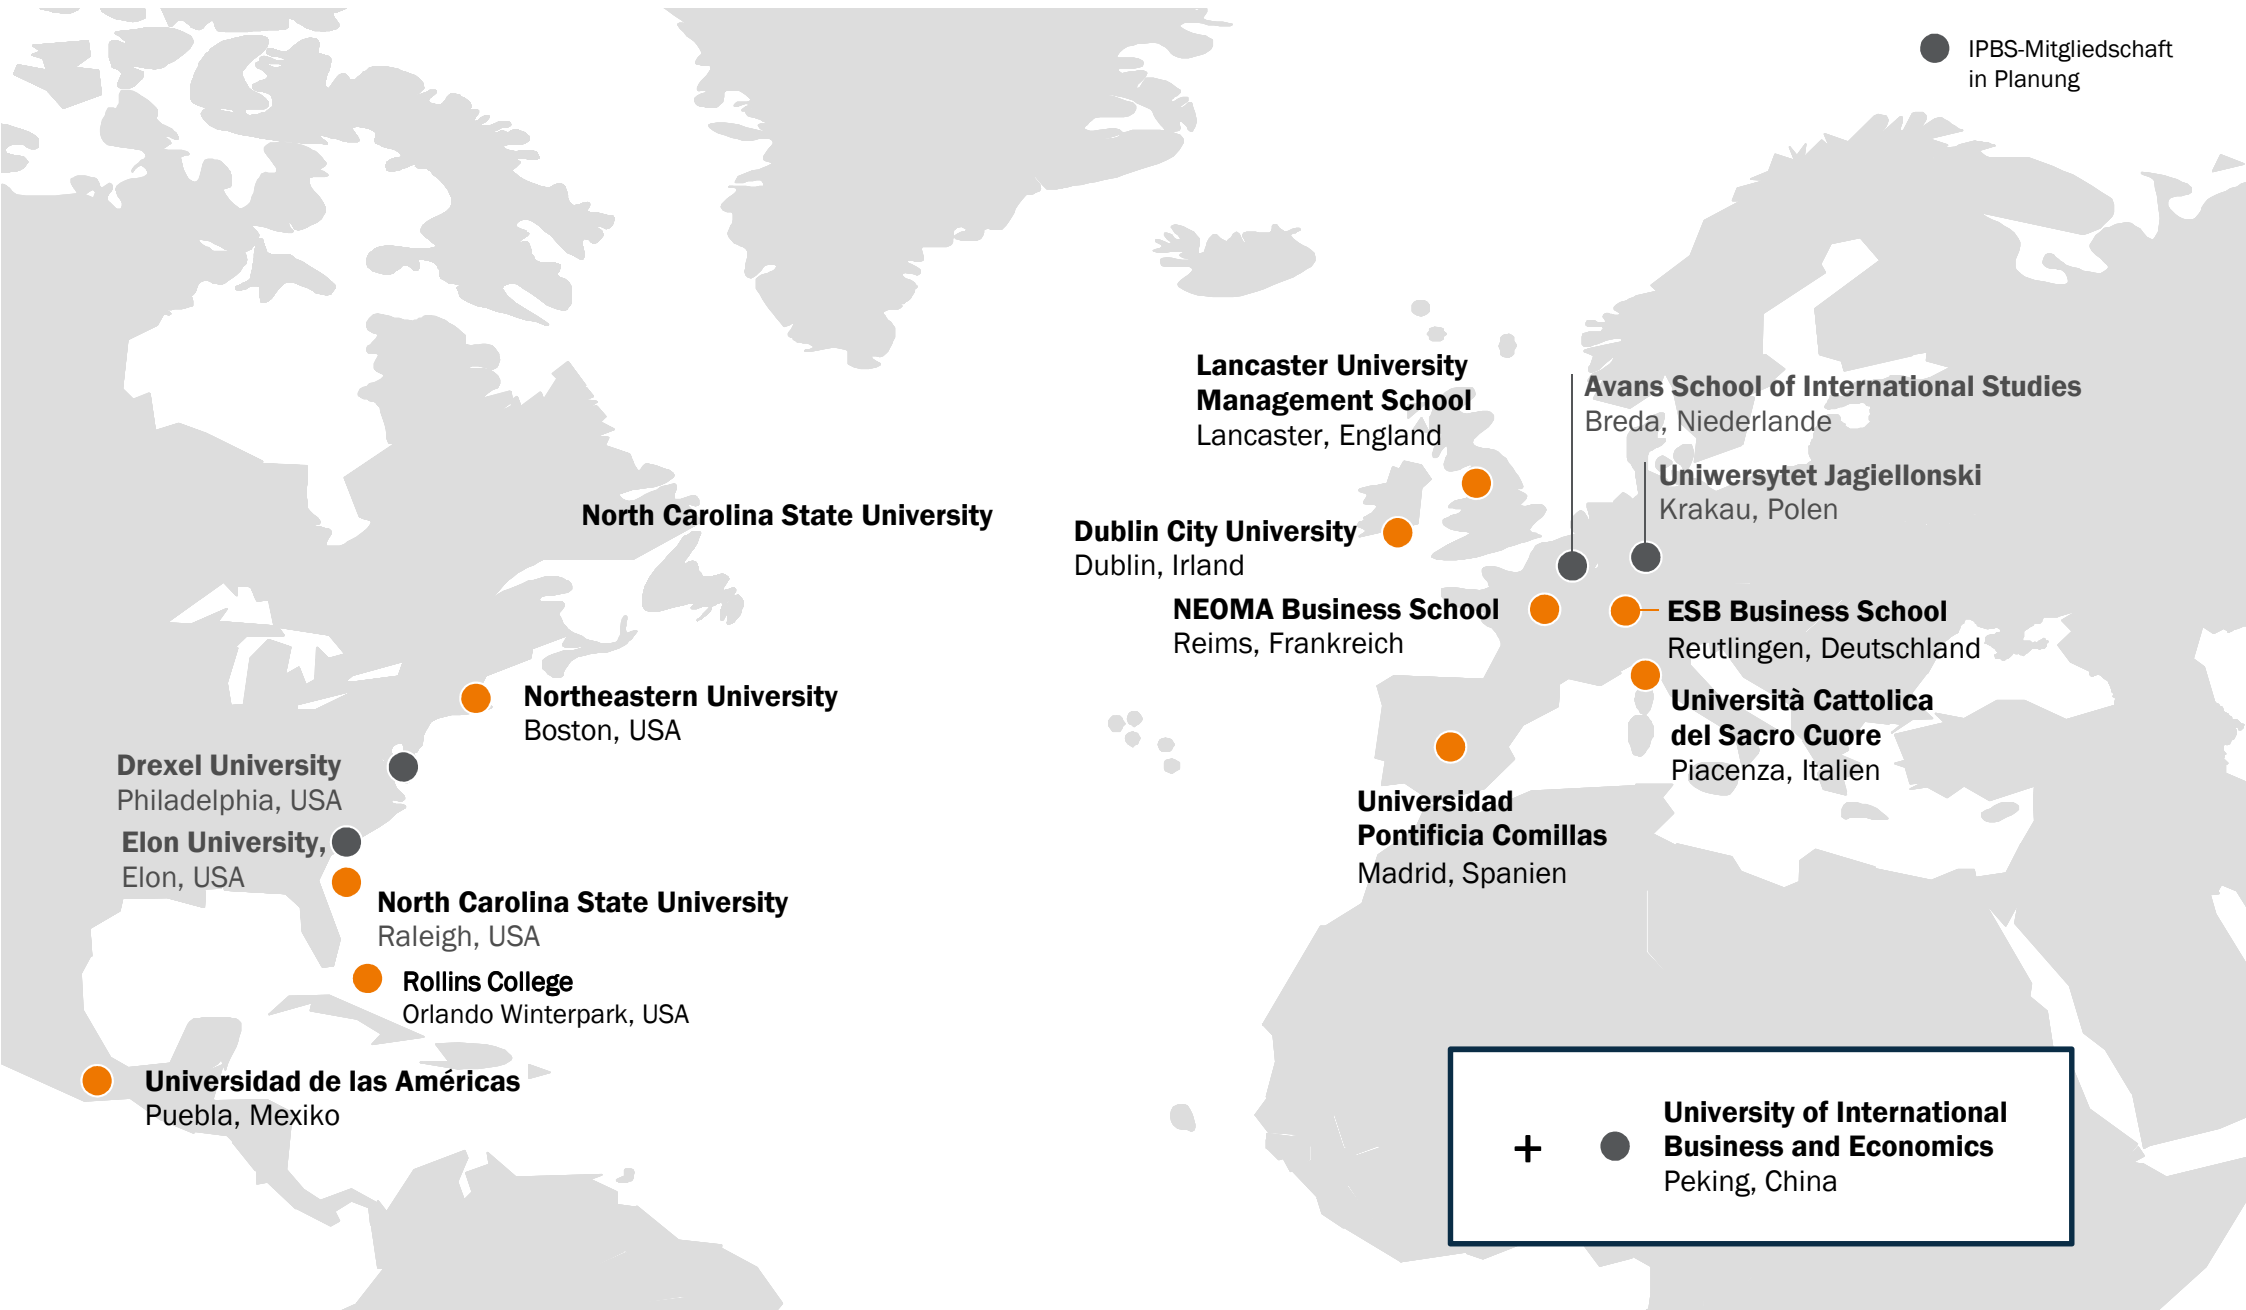 IPBS-Mitgliedschaft
in Planung
Lancaster University
Management School
Lancaster, England
Avans School of International Studies
Breda, Niederlande
Uniwersytet Jagiellonski
Krakau, Polen
North Carolina State University
Dublin City University
Dublin, Irland
NEOMA Business School
Reims, Frankreich
ESB Business School
Reutlingen, Deutschland
Northeastern University
Boston, USA
Università Cattolica
del Sacro Cuore
Piacenza, Italien
Drexel University
Philadelphia, USA
Universidad
Pontificia Comillas
Madrid, Spanien
Elon University,
Elon, USA
North Carolina State University
Raleigh, USA
Rollins College
Orlando Winterpark, USA
Universidad de las Américas
Puebla, Mexiko
+
University of International
Business and Economics
Peking, China